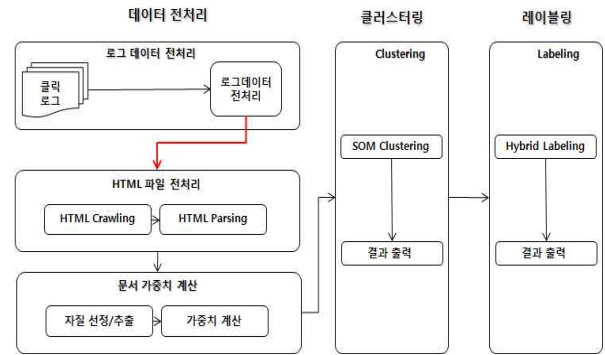 데이터 전처리
클러스터링
레이블링
로그 데이터 전처리
클릭
로그
로그데이터
전처리
HTML 파일 전처리
HTML Crawling
HTML Parsing
문서 가중치 계산
자질 선정/추출
가중치 계산
Clustering
SOM Clustering
결과 출력
Labeling
Hybrid Labeling
결과 출력